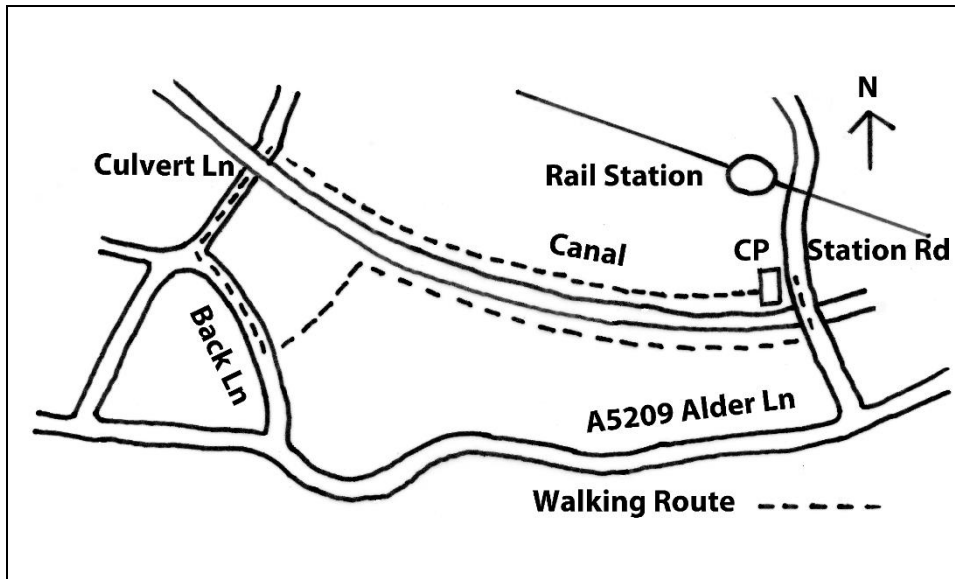 N
Culvert Ln
Rail Station
Canal
CP
Station Rd
Back Ln
A5209 Alder Ln
Walking Route